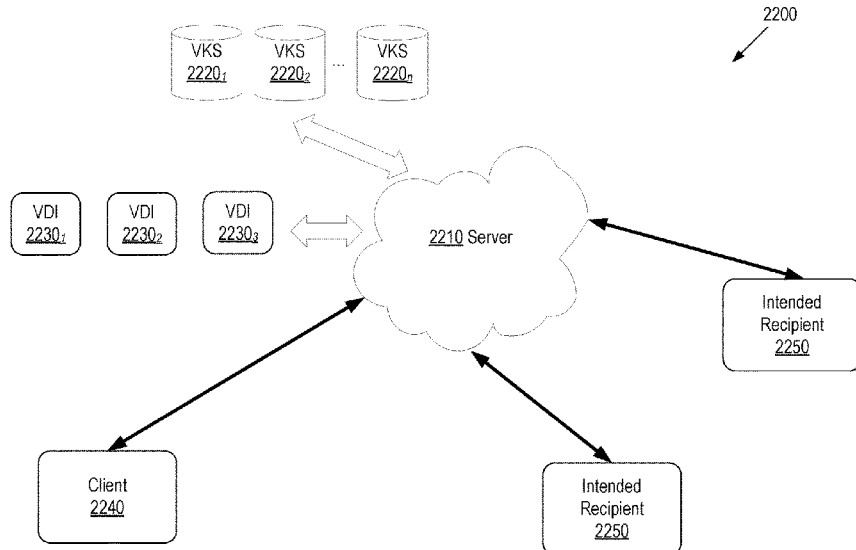 2200
VKS VKS VKS
2220₁ 2220₂ ... 2220ₙ
VDI VDI VDI
2230₁ 2230₂ 2230₃
2210 Server
Intended
Recipient
2250
Client
2240
Intended
Recipient
2250